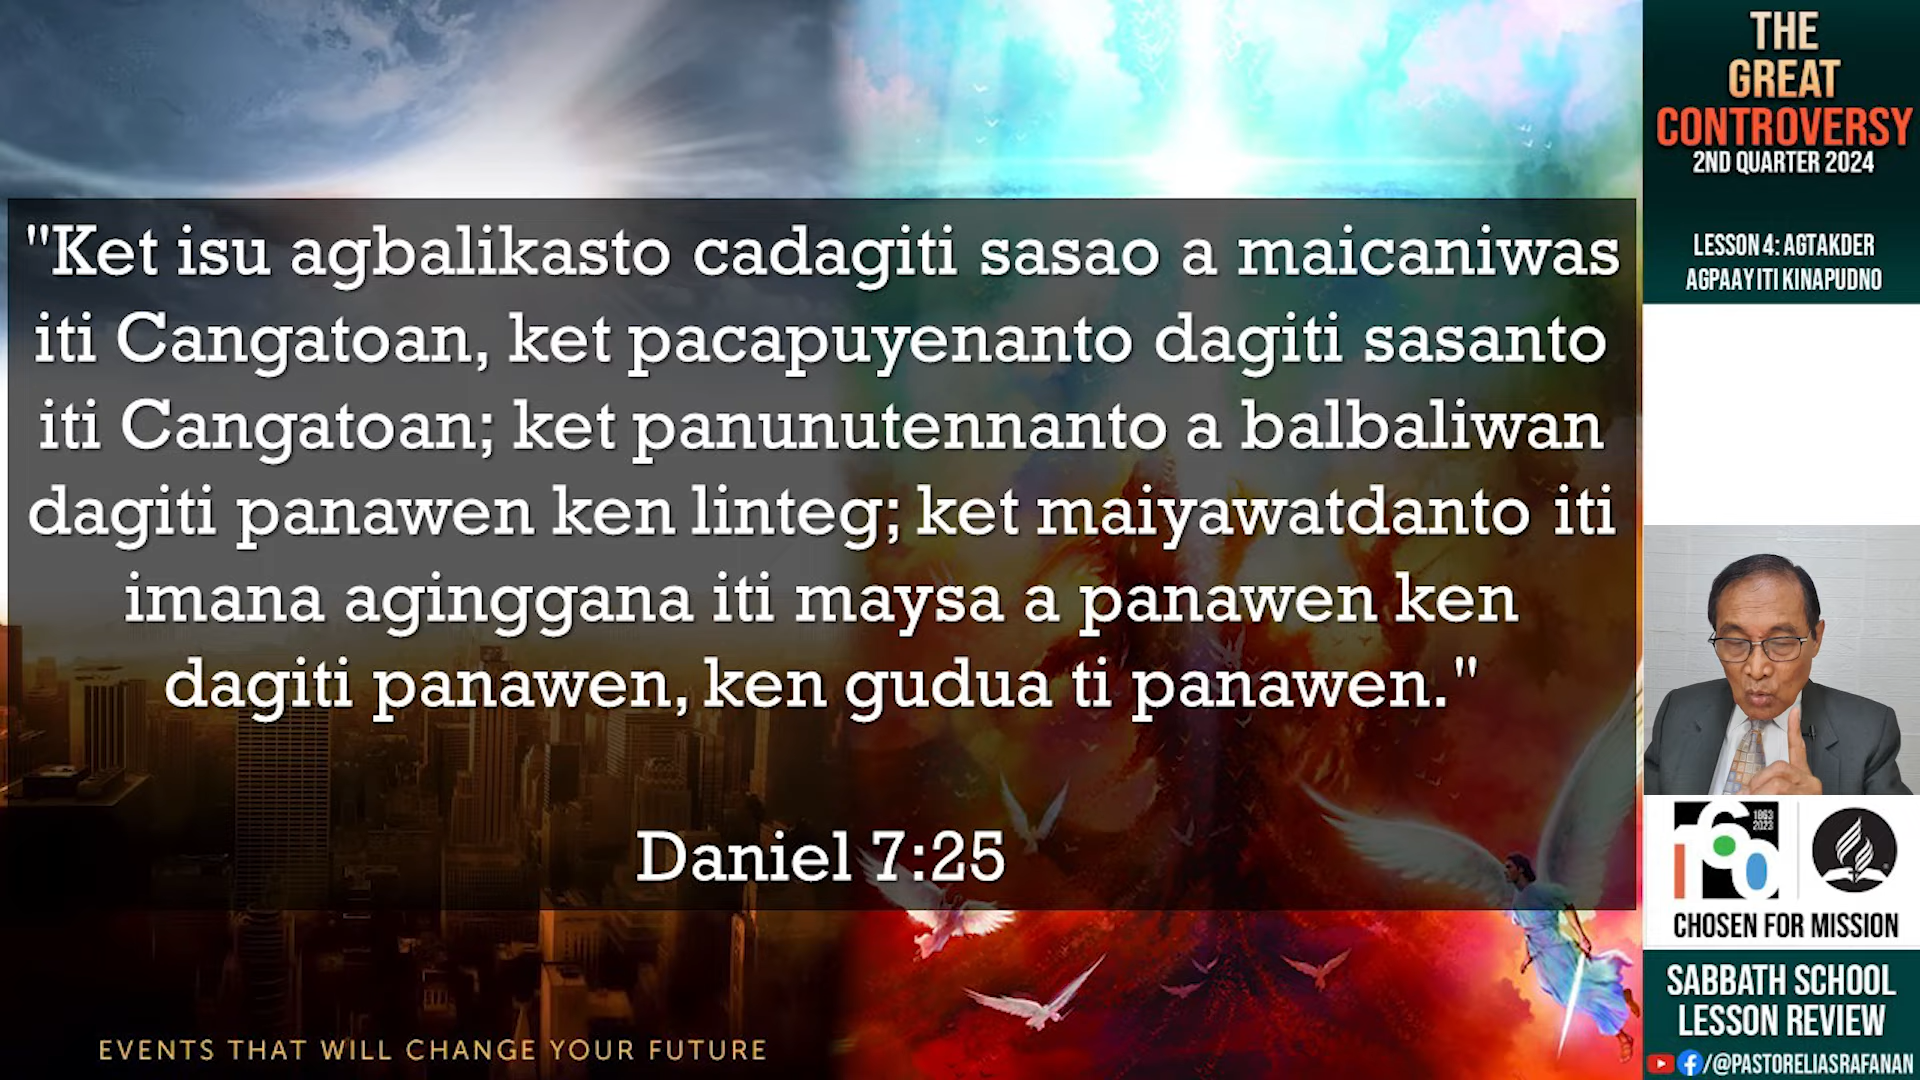 "Ket isu agbalikasto cadagiti sasao a maicaniwas
iti Cangatoan, ket pacapuyenanto dagiti sasanto
iti Cangatoan; ket panunutennanto a balbaliwan
dagiti panawen ken linteg; ket maiyawatdanto iti
imana aginggana iti maysa a panawen ken
dagiti panawen, ken gudua ti panawen."
Daniel 7:25
EVENTS THAT WILL CHANGE YOUR FUTURE
THE
GREAT
CONTROVERSY
2ND QUARTER 2024
LESSON 4: AGTAKDER
AGPAAY ITI KINAPUDNO
160
1863
2023
CHOSEN FOR MISSION
SABBATH SCHOOL
LESSON REVIEW
/@PASTORELIASRAFANAN